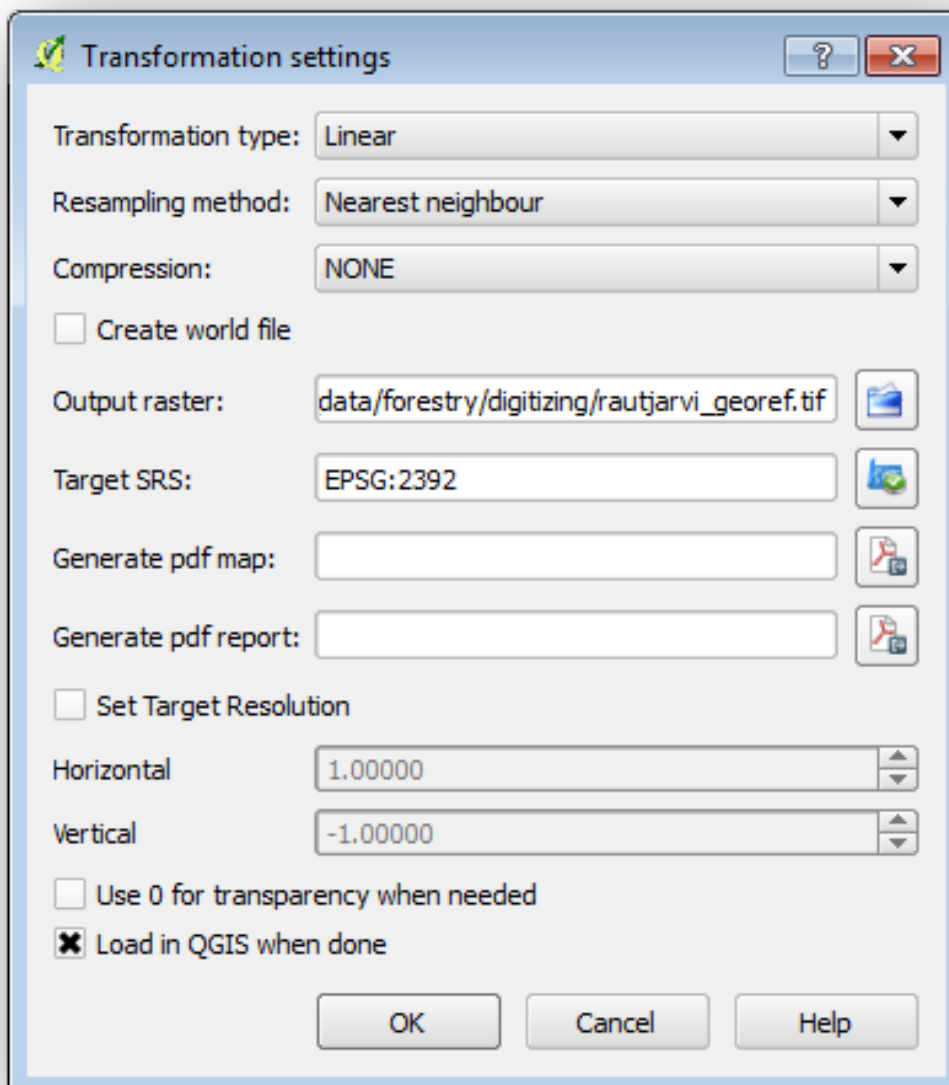 Transformation settings
?
Transformation type: Linear
Resampling method: Nearest neighbour
Compression: NONE
Create world file
Output raster: data/forestry/digitizing/rautjarvi_georef.tif
Target SRS: EPSG:2392
Generate pdf map:
Generate pdf report:
Set Target Resolution
Horizontal 1.00000
Vertical -1.00000
Use 0 for transparency when needed
Load in QGIS when done
OK Cancel Help